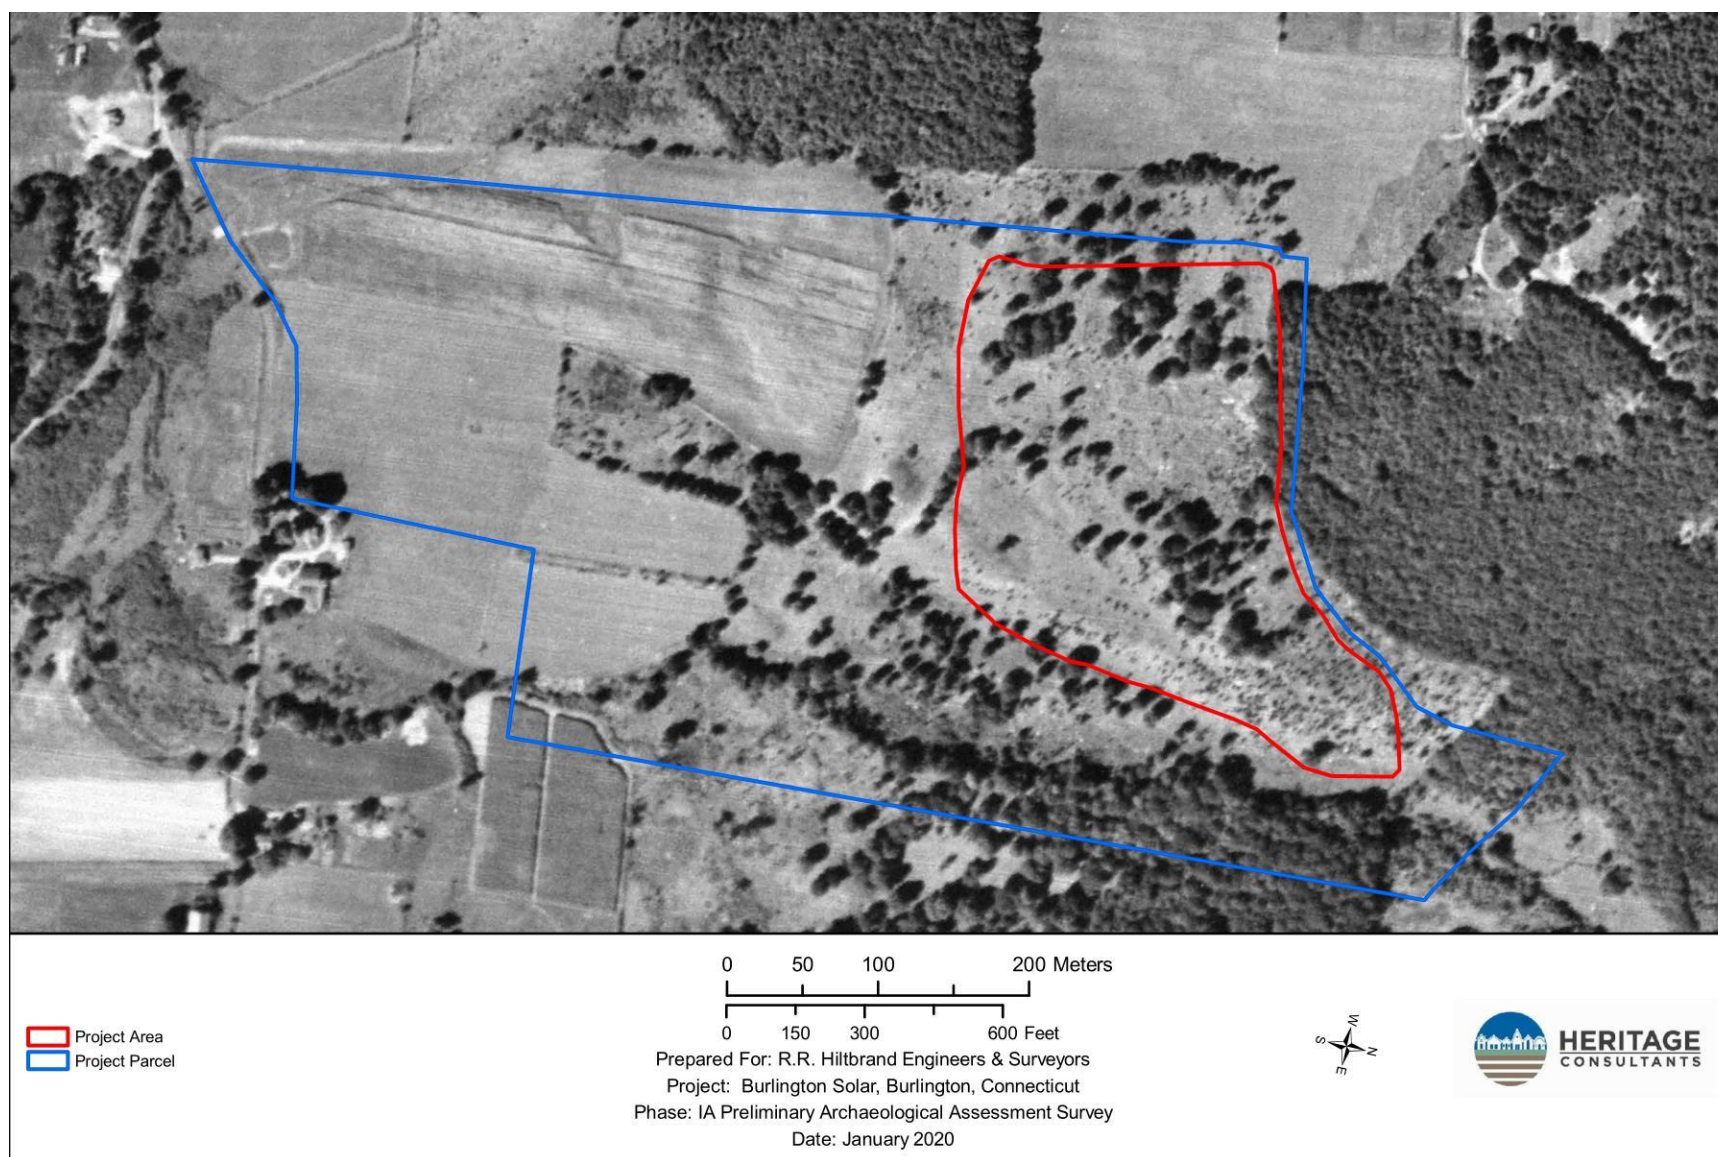 0 50 100 200 Meters
0 150 300 600 Feet
Project Area
Project Parcel
Prepared For: R.R. Hiltbrand Engineers & Surveyors
Project: Burlington Solar, Burlington, Connecticut
Phase: IA Preliminary Archaeological Assessment Survey
Date: January 2020
W
S N
E
HERITAGE
CONSULTANTS